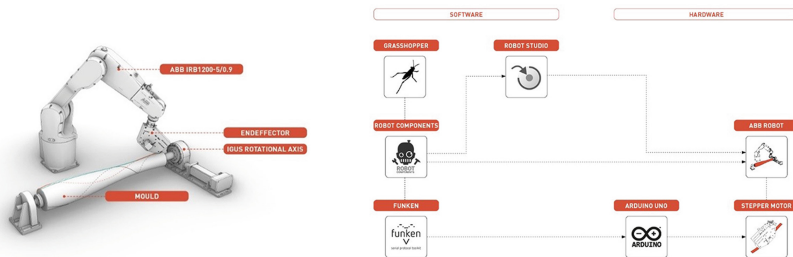 SOFTWARE
HARDWARE
GRASSHOPPER
ROBOT STUDIO
ABB IRB1200-5/0.9
ROBOT COMPONENTS
ABB ROBOT
ENDEFFECTOR
IGUS ROTATIONAL AXIS
ROBOT
COMPONENTS
MOULD
FUNKEN
ARDUINO UNO
STEPPER MOTOR
funken
ARDUINO